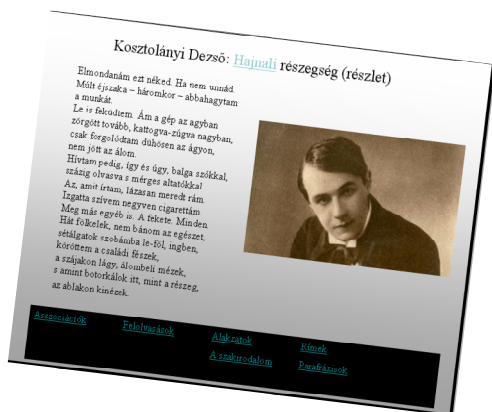 Kosztolányi Dezső: Hajnali részegség (részlet)
Elmondanám ezt néked. Ha nem unnád.
Múlt éjszaka – háromkor – abbahagytam
a munkát.
Le is feküdtem. Ám a gép az agyban
zörgött tovább, kattogva-zúgva nagyban,
csak forgolódtam dühösen az ágyon,
nem jött az álom.
Hívtam pedig, így és úgy, balga szókkal,
százig olvasva s mérges altatókkal
Az, amit írtam, lázasan meredt rám.
Izgatta szívem negyven cigarettám
Meg más egyéb is. A fekete. Minden
Hát fölkelek, nem bánom az egészet.
sétálgatok szobámba le-föl, ingben,
köröttem a családi fészek,
a szájakon lágy, álombeli mézek,
s amint botorkálok itt, mint a részeg,
az ablakon kinézek.
Asszociációk
Felolvasások
Alakzatok
Rímek
A szakirodalom
Parafrázisok